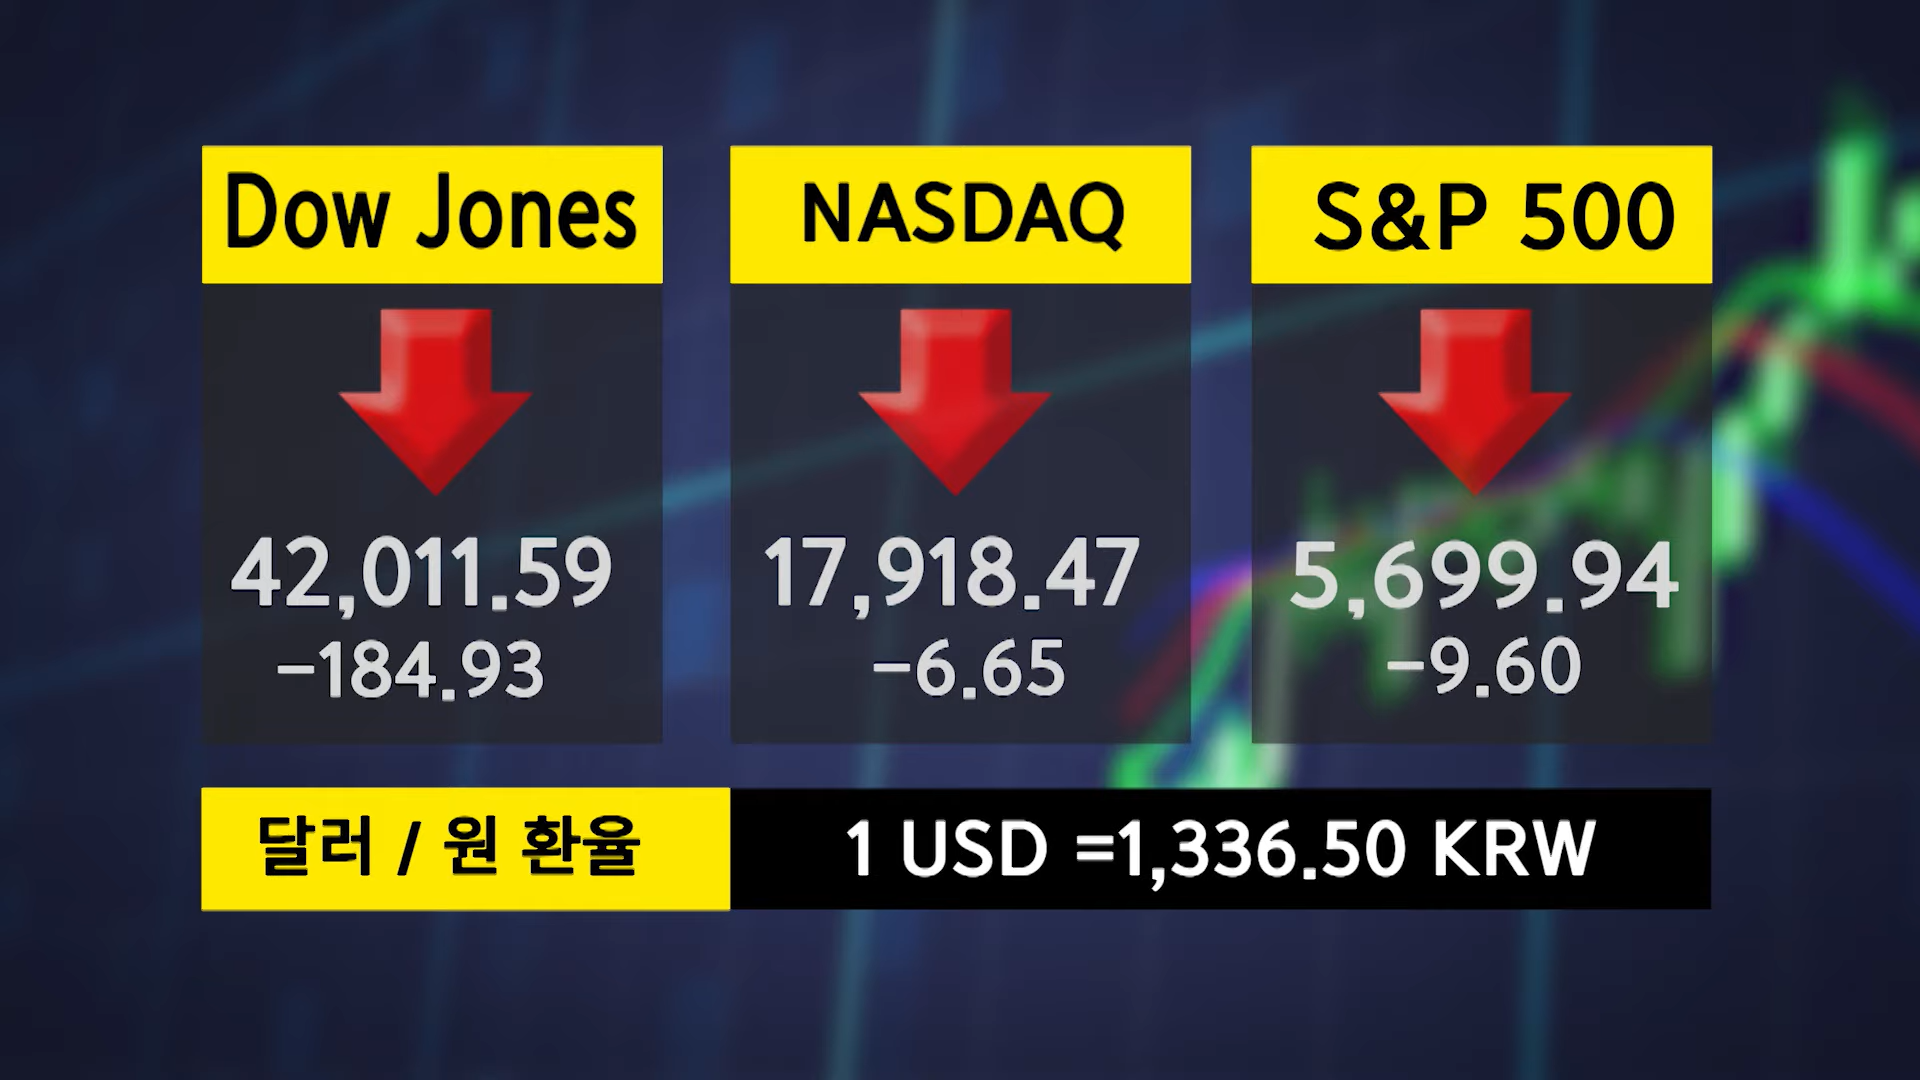 Dow Jones
42,011.59
-184.93
NASDAQ
17,918.47
-6.65
S&P 500
5,699.94
-9.60
달러 / 원 환율
1 USD =1,336.50 KRW